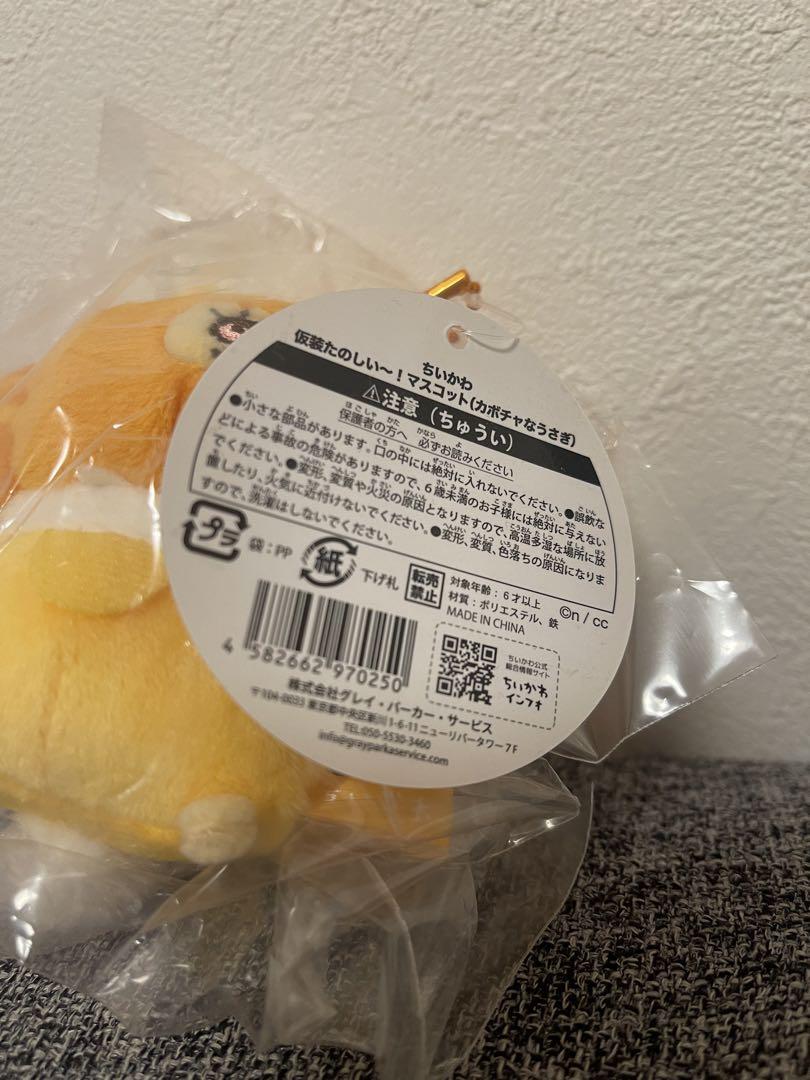 ちいかわ
仮装たのしい～！マスコット(カボチャなうさぎ)
⚠注意（ちゅうい）
保護者の方へ 必ずお読みください
●小さな部品があります。口の中には絶対に入れないでください。●誤飲な
どによる事故の危険がありますので、6歳未満のお子様には絶対に与えない
でください。●変形、変質や火災の原因となりますので、高温多湿な場所に放
置したり、火気に近付けないでください。●変形、変質、色落ちの原因になりま
すので、洗濯はしないでください。
プラ
袋：PP
紙
下げ札
転売
禁止
対象年齢：6才以上
材質：ポリエステル、鉄
MADE IN CHINA
©n / cc
4 582662 970250
ちいかわ公式
総合情報サイト
ちいかわ
インフォ
株式会社グレイ・パーカー・サービス
〒104-0033 東京都中央区新川1-6-11 ニューリバータワー7F
TEL:050-5530-3460
info@grayparkaservice.com